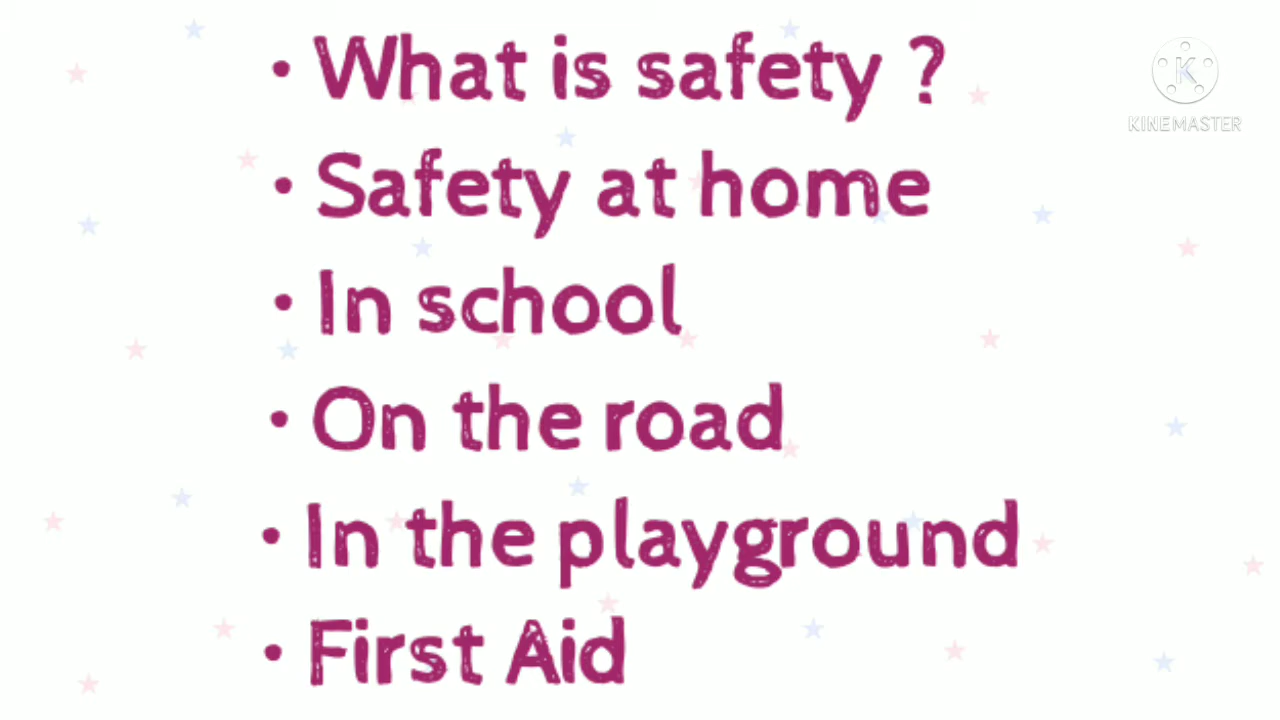 • What is safety ?
• Safety at home
• In school
• On the road
• In the playground
• First Aid
K
KINEMASTER